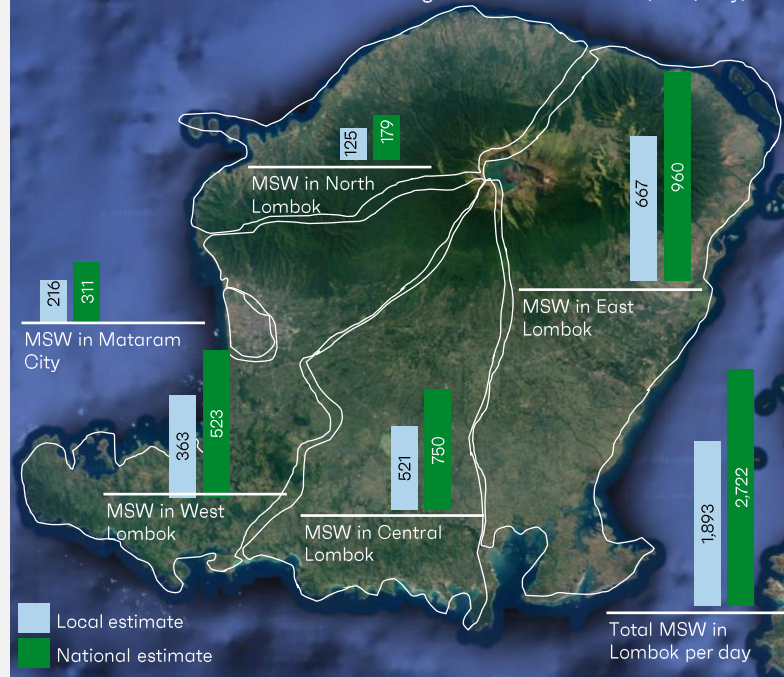 125
179
MSW in North
Lombok
667
960
MSW in East
Lombok
216
311
MSW in Mataram
City
363
523
MSW in West
Lombok
521
750
MSW in Central
Lombok
1,893
2,722
Total MSW in
Lombok per day
Local estimate
National estimate